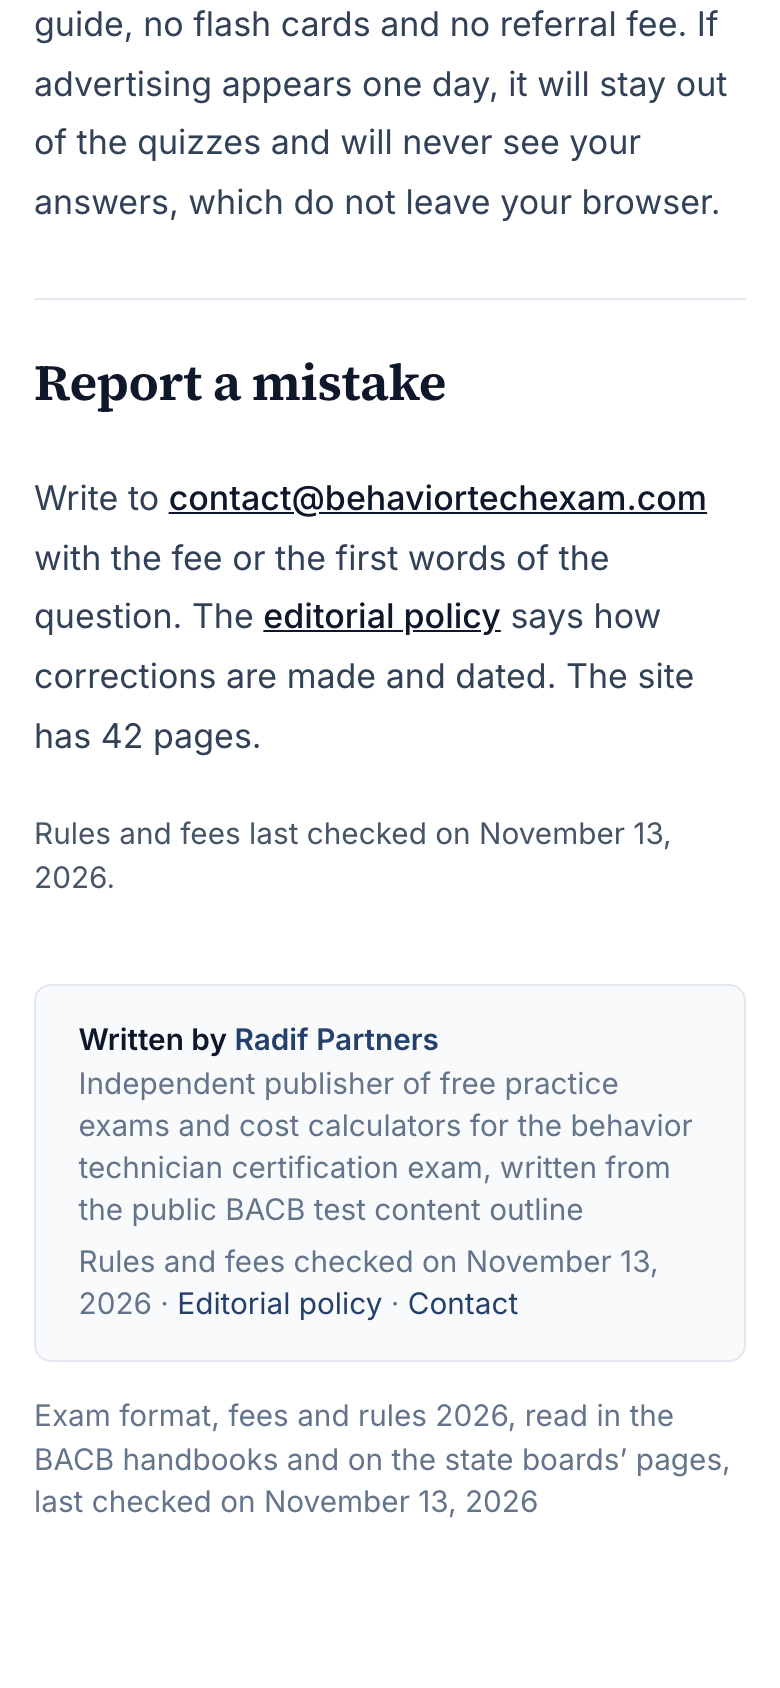 guide, no flash cards and no referral fee. If
advertising appears one day, it will stay out
of the quizzes and will never see your
answers, which do not leave your browser.
Report a mistake
Write to contact@behaviortechexam.com
with the fee or the first words of the
question. The editorial policy says how
corrections are made and dated. The site
has 42 pages.
Rules and fees last checked on November 13,
2026.
Written by Radif Partners
Independent publisher of free practice
exams and cost calculators for the behavior
technician certification exam, written from
the public BACB test content outline
Rules and fees checked on November 13,
2026 · Editorial policy · Contact
Exam format, fees and rules 2026, read in the
BACB handbooks and on the state boards’ pages,
last checked on November 13, 2026